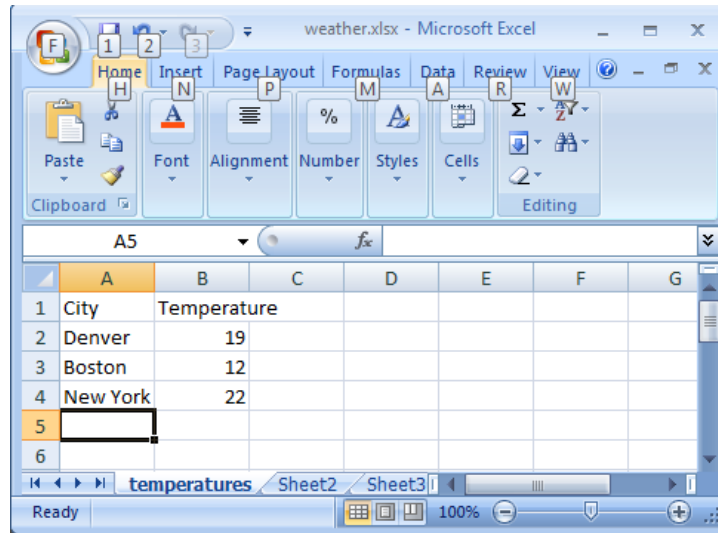 weather.xlsx - Microsoft Excel
F 1 2 3
Home Insert Page Layout Formulas Data Review View
H N P M A R W
Paste Font Alignment Number Styles Cells
Clipboard Editing
A5 fx
A B C D E F G
1 City Temperature
2 Denver 19
3 Boston 12
4 New York 22
5
6
temperatures Sheet2 Sheet3
Ready 100%